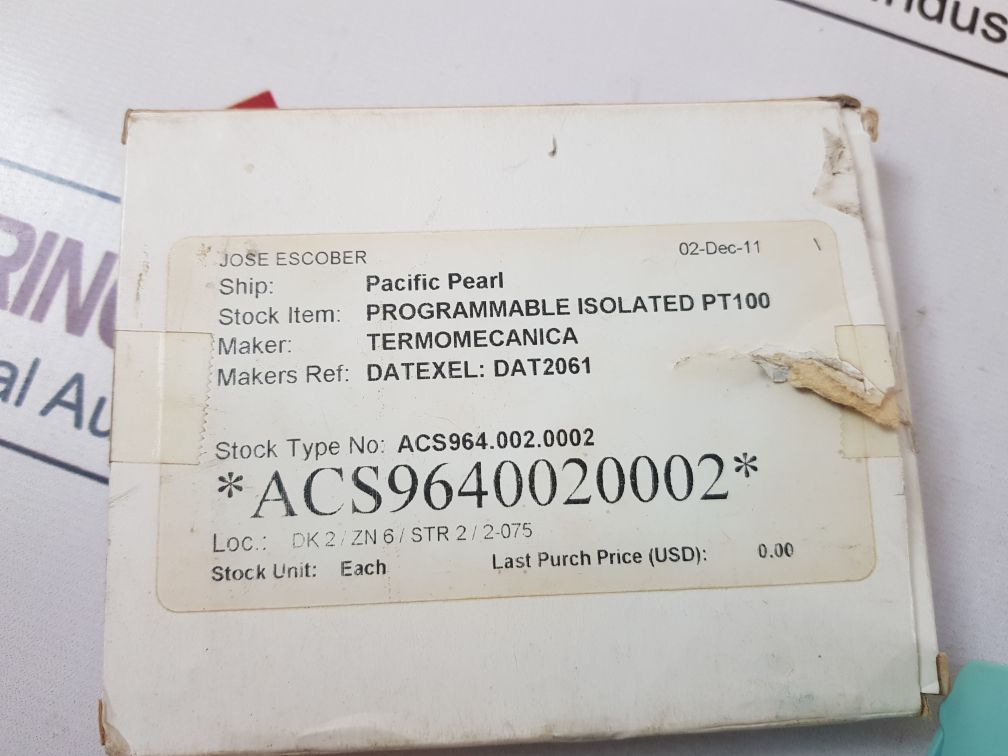 JOSE ESCOBER 02-Dec-11
Ship: Pacific Pearl
Stock Item: PROGRAMMABLE ISOLATED PT100
Maker: TERMOMECANICA
Makers Ref: DATEXEL: DAT2061
Stock Type No: ACS964.002.0002
*ACS9640020002*
Loc.: DK 2 / ZN 6 / STR 2 / 2-075
Stock Unit: Each Last Purch Price (USD): 0.00